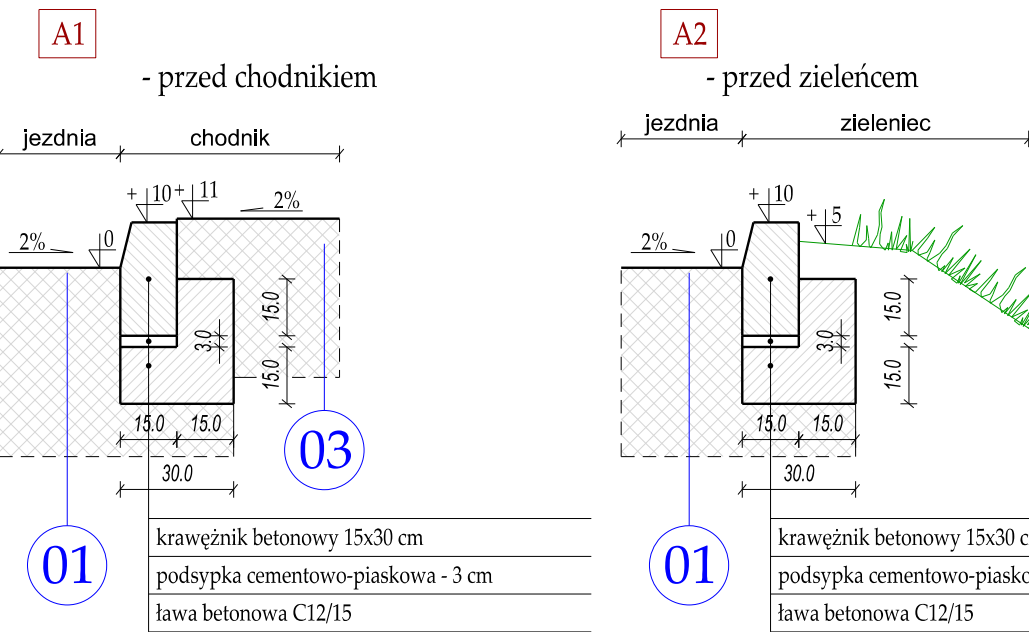 A1
- przed chodnikiem
jezdnia
chodnik
+ 10
+ 11
2%
0
2%
15.0
3.0
15.0
15.0
15.0
30.0
03
01
krawężnik betonowy 15x30 cm
podsypka cementowo-piaskowa - 3 cm
ława betonowa C12/15
A2
- przed zieleńcem
jezdnia
zieleniec
+ 10
+ 5
2%
0
15.0
3.0
15.0
15.0
15.0
30.0
01
krawężnik betonowy 15x30 c
podsypka cementowo-piasko
ława betonowa C12/15